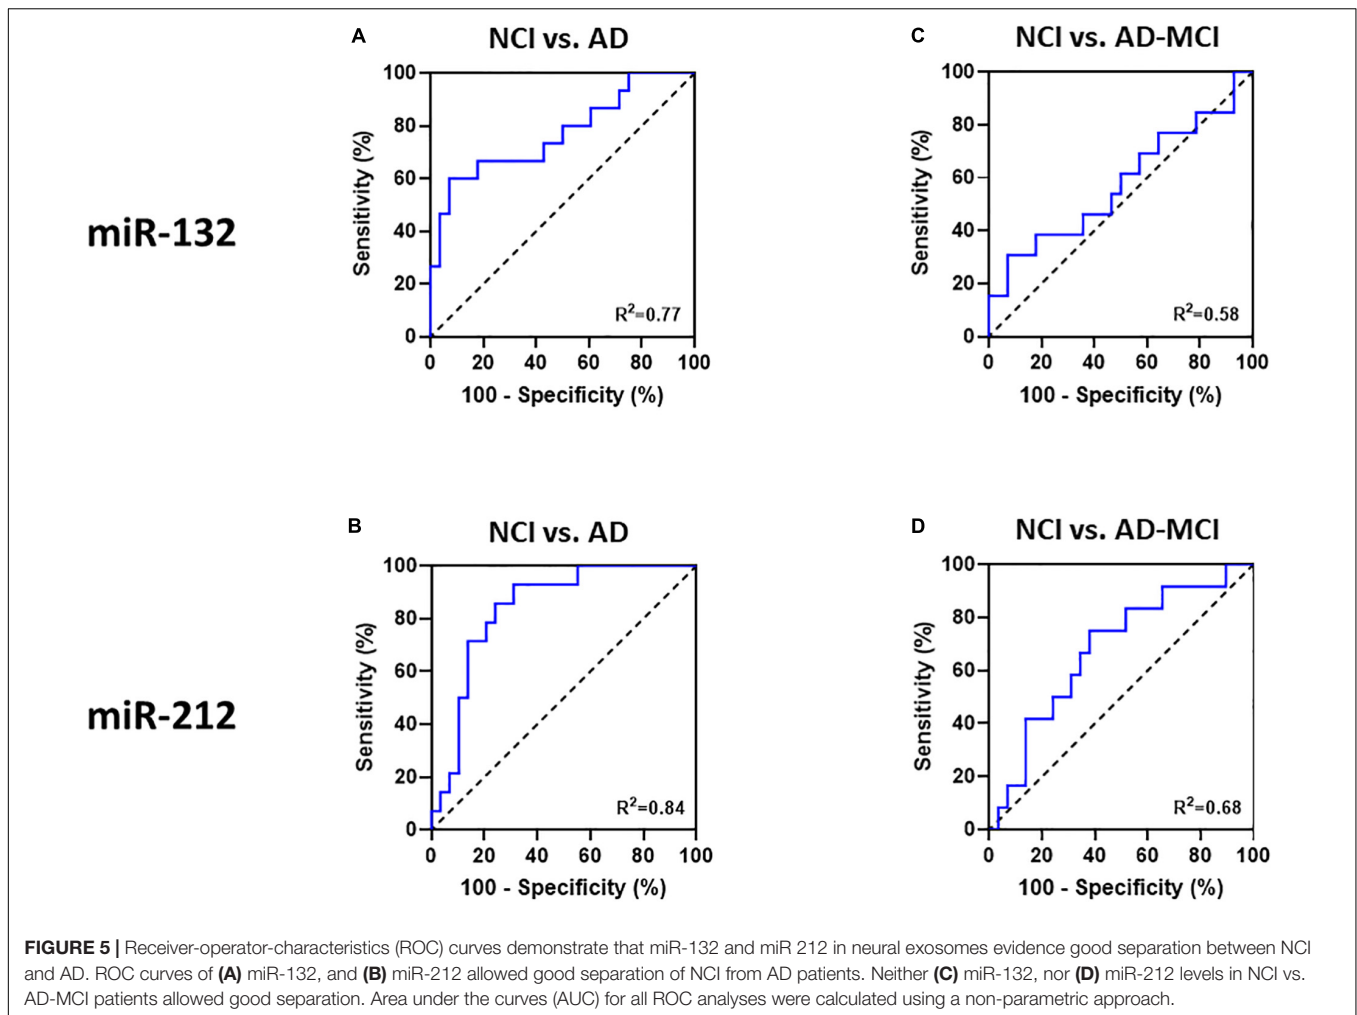 A
NCI vs. AD
100
80
60
40
20
0
Sensitivity (%)
R²=0.77
0 20 40 60 80 100
100 - Specificity (%)
C
NCI vs. AD-MCI
100
80
60
40
20
0
Sensitivity (%)
R²=0.58
0 20 40 60 80 100
100 - Specificity (%)
miR-132
B
NCI vs. AD
100
80
60
40
20
0
Sensitivity (%)
R²=0.84
0 20 40 60 80 100
100 - Specificity (%)
D
NCI vs. AD-MCI
100
80
60
40
20
0
Sensitivity (%)
R²=0.68
0 20 40 60 80 100
100 - Specificity (%)
miR-212
FIGURE 5 | Receiver-operator-characteristics (ROC) curves demonstrate that miR-132 and miR 212 in neural exosomes evidence good separation between NCI
and AD. ROC curves of (A) miR-132, and (B) miR-212 allowed good separation of NCI from AD patients. Neither (C) miR-132, nor (D) miR-212 levels in NCI vs.
AD-MCI patients allowed good separation. Area under the curves (AUC) for all ROC analyses were calculated using a non-parametric approach.